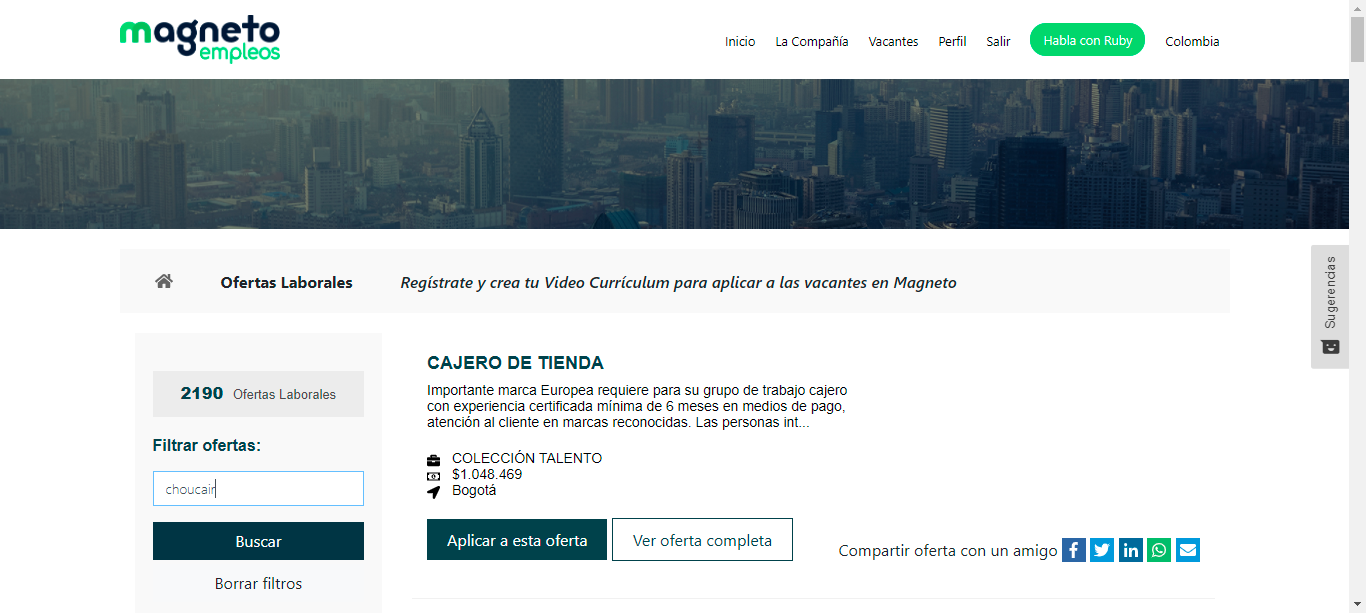 magneto
empleos
Inicio La Compañía Vacantes Perfil Salir Habla con Ruby Colombia
Sugerencias
Ofertas Laborales Regístrate y crea tu Video Currículum para aplicar a las vacantes en Magneto
2190 Ofertas Laborales
Filtrar ofertas:
choucair
Buscar
Borrar filtros
CAJERO DE TIENDA
Importante marca Europea requiere para su grupo de trabajo cajero
con experiencia certificada mínima de 6 meses en medios de pago,
atención al cliente en marcas reconocidas. Las personas int...
COLECCIÓN TALENTO
$1.048.469
Bogotá
Aplicar a esta oferta Ver oferta completa
Compartir oferta con un amigo